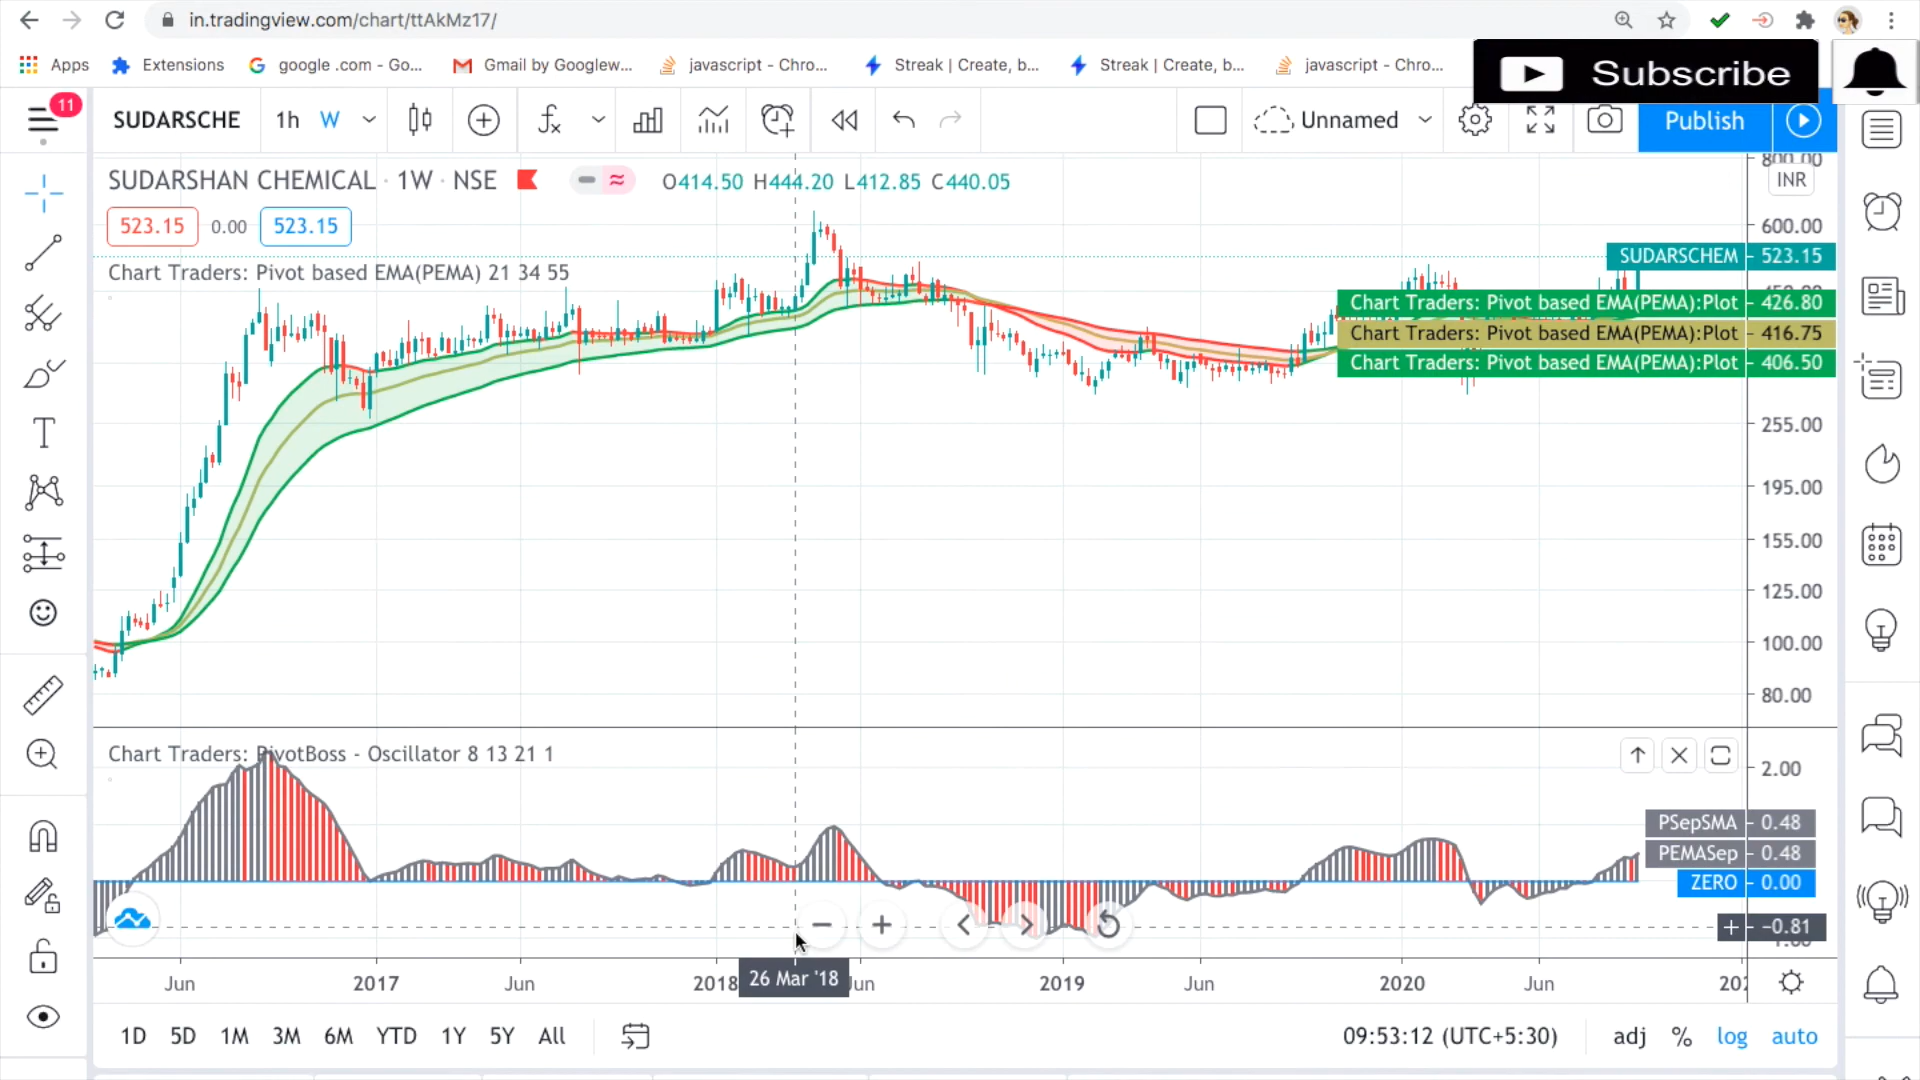 in.tradingview.com/chart/ttAkMz17/
Apps Extensions google .com - Go... Gmail by Googlew... javascript - Chro... Streak | Create, b... Streak | Create, b... javascript - Chro...
Subscribe
11
SUDARSCHE 1h W Unnamed Publish
SUDARSHAN CHEMICAL · 1W · NSE O414.50 H444.20 L412.85 C440.05
523.15 0.00 523.15
Chart Traders: Pivot based EMA(PEMA) 21 34 55
800.00
INR
600.00
SUDARSCHEM 523.15
Chart Traders: Pivot based EMA(PEMA):Plot 426.80
Chart Traders: Pivot based EMA(PEMA):Plot 416.75
Chart Traders: Pivot based EMA(PEMA):Plot 406.50
255.00
195.00
155.00
125.00
100.00
80.00
Chart Traders: PivotBoss - Oscillator 8 13 21 1
2.00
PSepSMA 0.48
PEMASep 0.48
ZERO 0.00
−0.81
Jun 2017 Jun 2018 26 Mar '18 Jun 2019 Jun 2020 Jun
1D 5D 1M 3M 6M YTD 1Y 5Y All 09:53:12 (UTC+5:30) adj % log auto